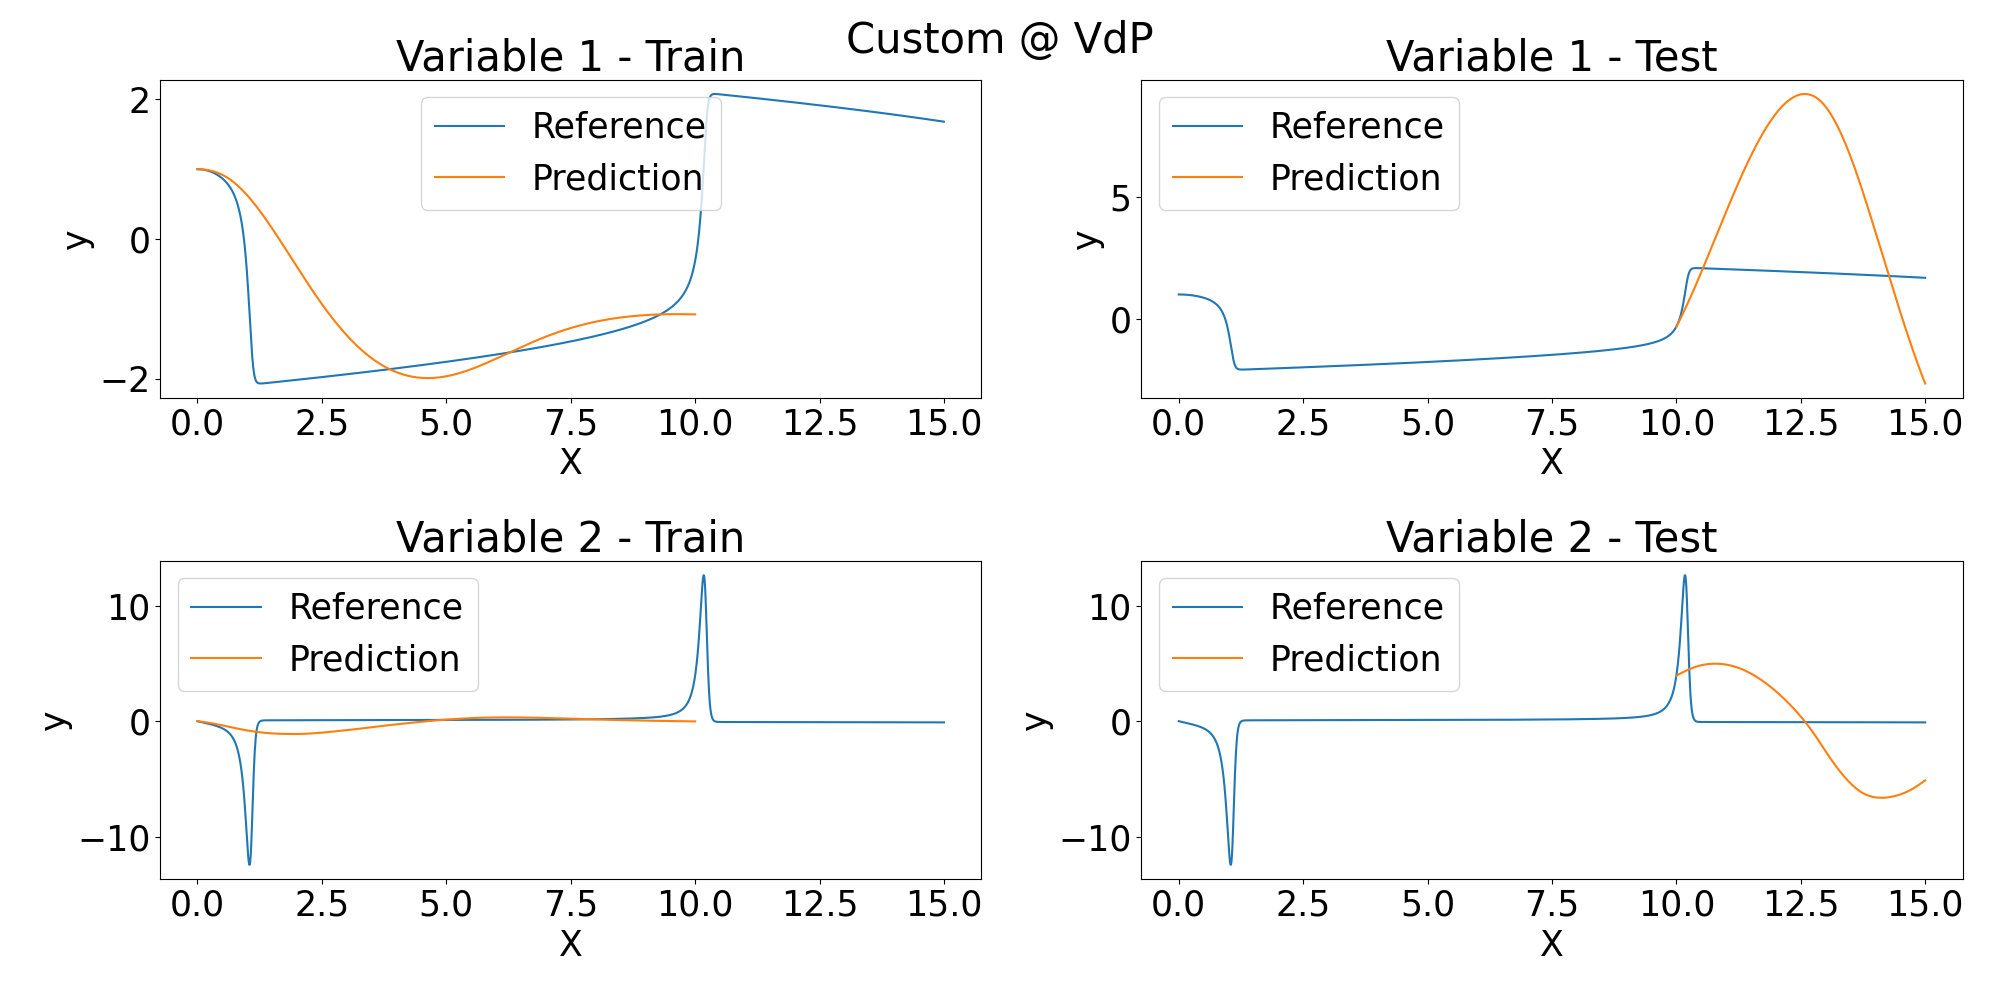 Custom @ VdP
Variable 1 - Train
2
0
−2
y
Reference
Prediction
0.0 2.5 5.0 7.5 10.0 12.5 15.0
X
Variable 1 - Test
5
0
y
Reference
Prediction
0.0 2.5 5.0 7.5 10.0 12.5 15.0
X
Variable 2 - Train
10
0
−10
y
Reference
Prediction
0.0 2.5 5.0 7.5 10.0 12.5 15.0
X
Variable 2 - Test
10
0
−10
y
Reference
Prediction
0.0 2.5 5.0 7.5 10.0 12.5 15.0
X